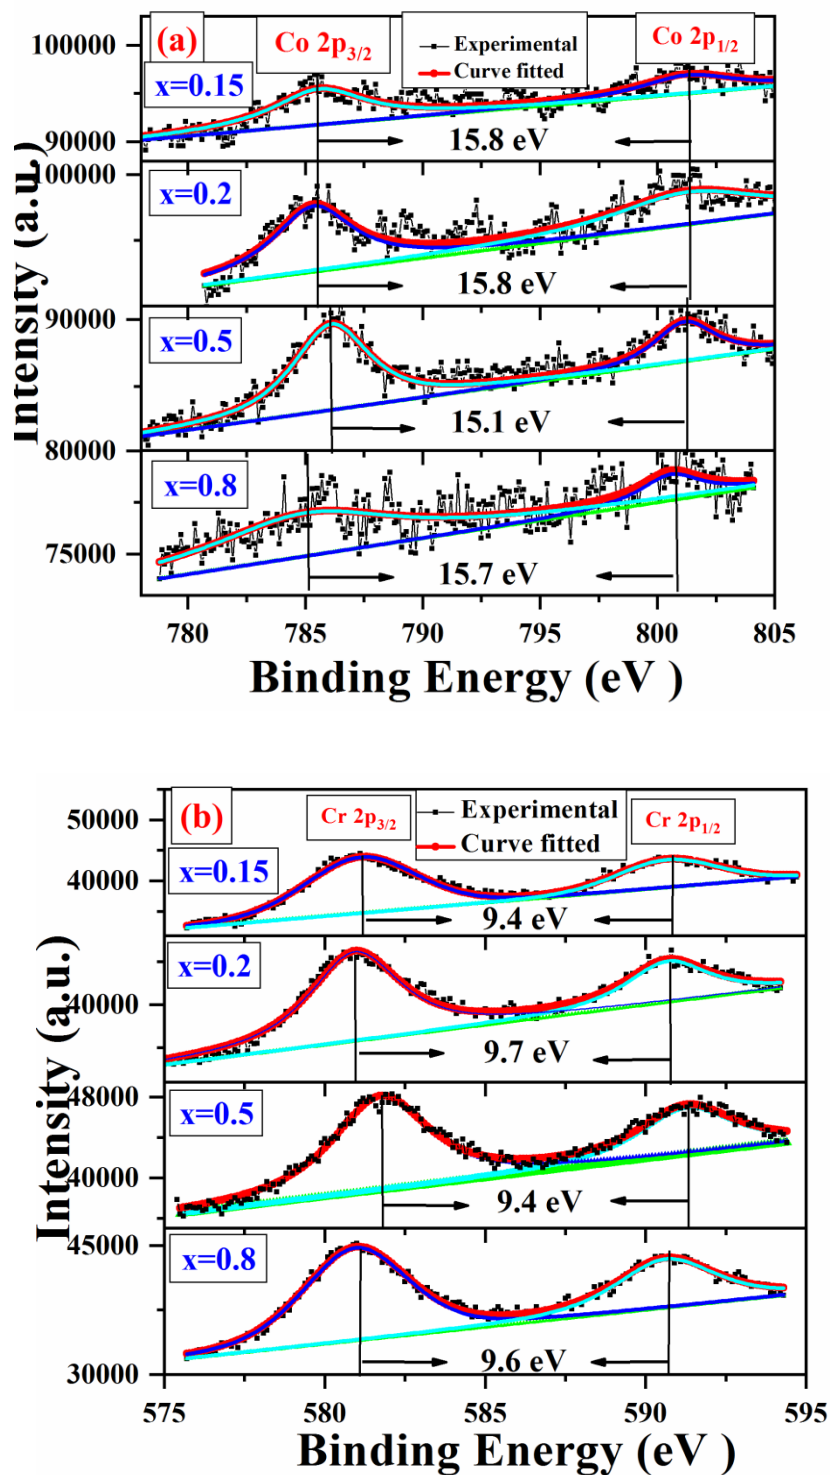 (a)
Co 2p3/2
Experimental
Curve fitted
Co 2p1/2
100000
x=0.15
90000
15.8 eV
100000
x=0.2
15.8 eV
90000
x=0.5
15.1 eV
80000
x=0.8
75000
15.7 eV
Intensity (a.u.)
780 785 790 795 800 805
Binding Energy (eV )
(b)
Cr 2p3/2
Experimental
Curve fitted
Cr 2p1/2
50000
x=0.15
40000
9.4 eV
x=0.2
40000
9.7 eV
48000
x=0.5
40000
9.4 eV
45000
x=0.8
30000
9.6 eV
Intensity (a.u.)
575 580 585 590 595
Binding Energy (eV )